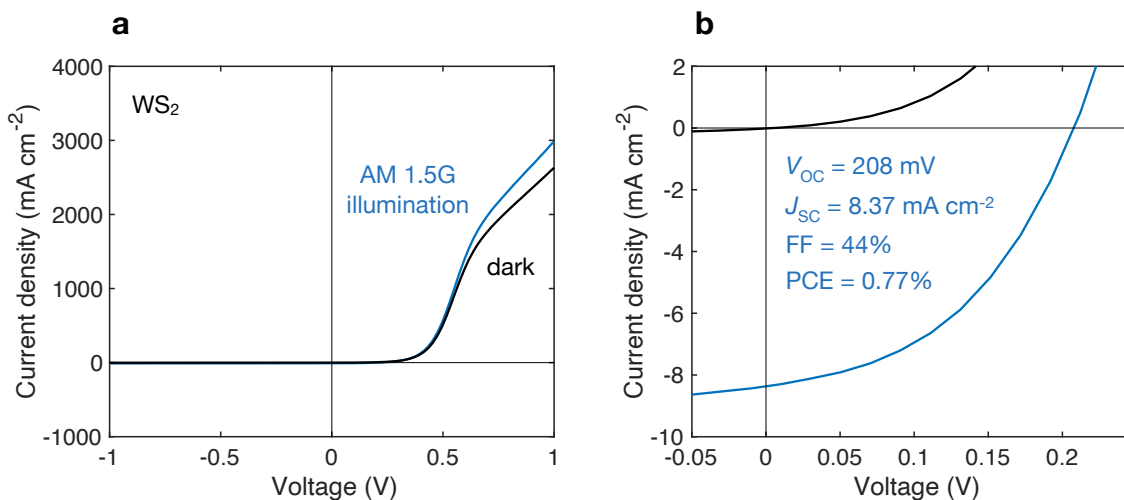 a
4000
3000
2000
1000
0
-1000
-1
-0.5
0
0.5
1
Current density (mA cm⁻²)
Voltage (V)
WS₂
AM 1.5G
illumination
dark
b
2
0
-2
-4
-6
-8
-10
-0.05
0
0.05
0.1
0.15
0.2
Current density (mA cm⁻²)
Voltage (V)
V_OC = 208 mV
J_SC = 8.37 mA cm⁻²
FF = 44%
PCE = 0.77%